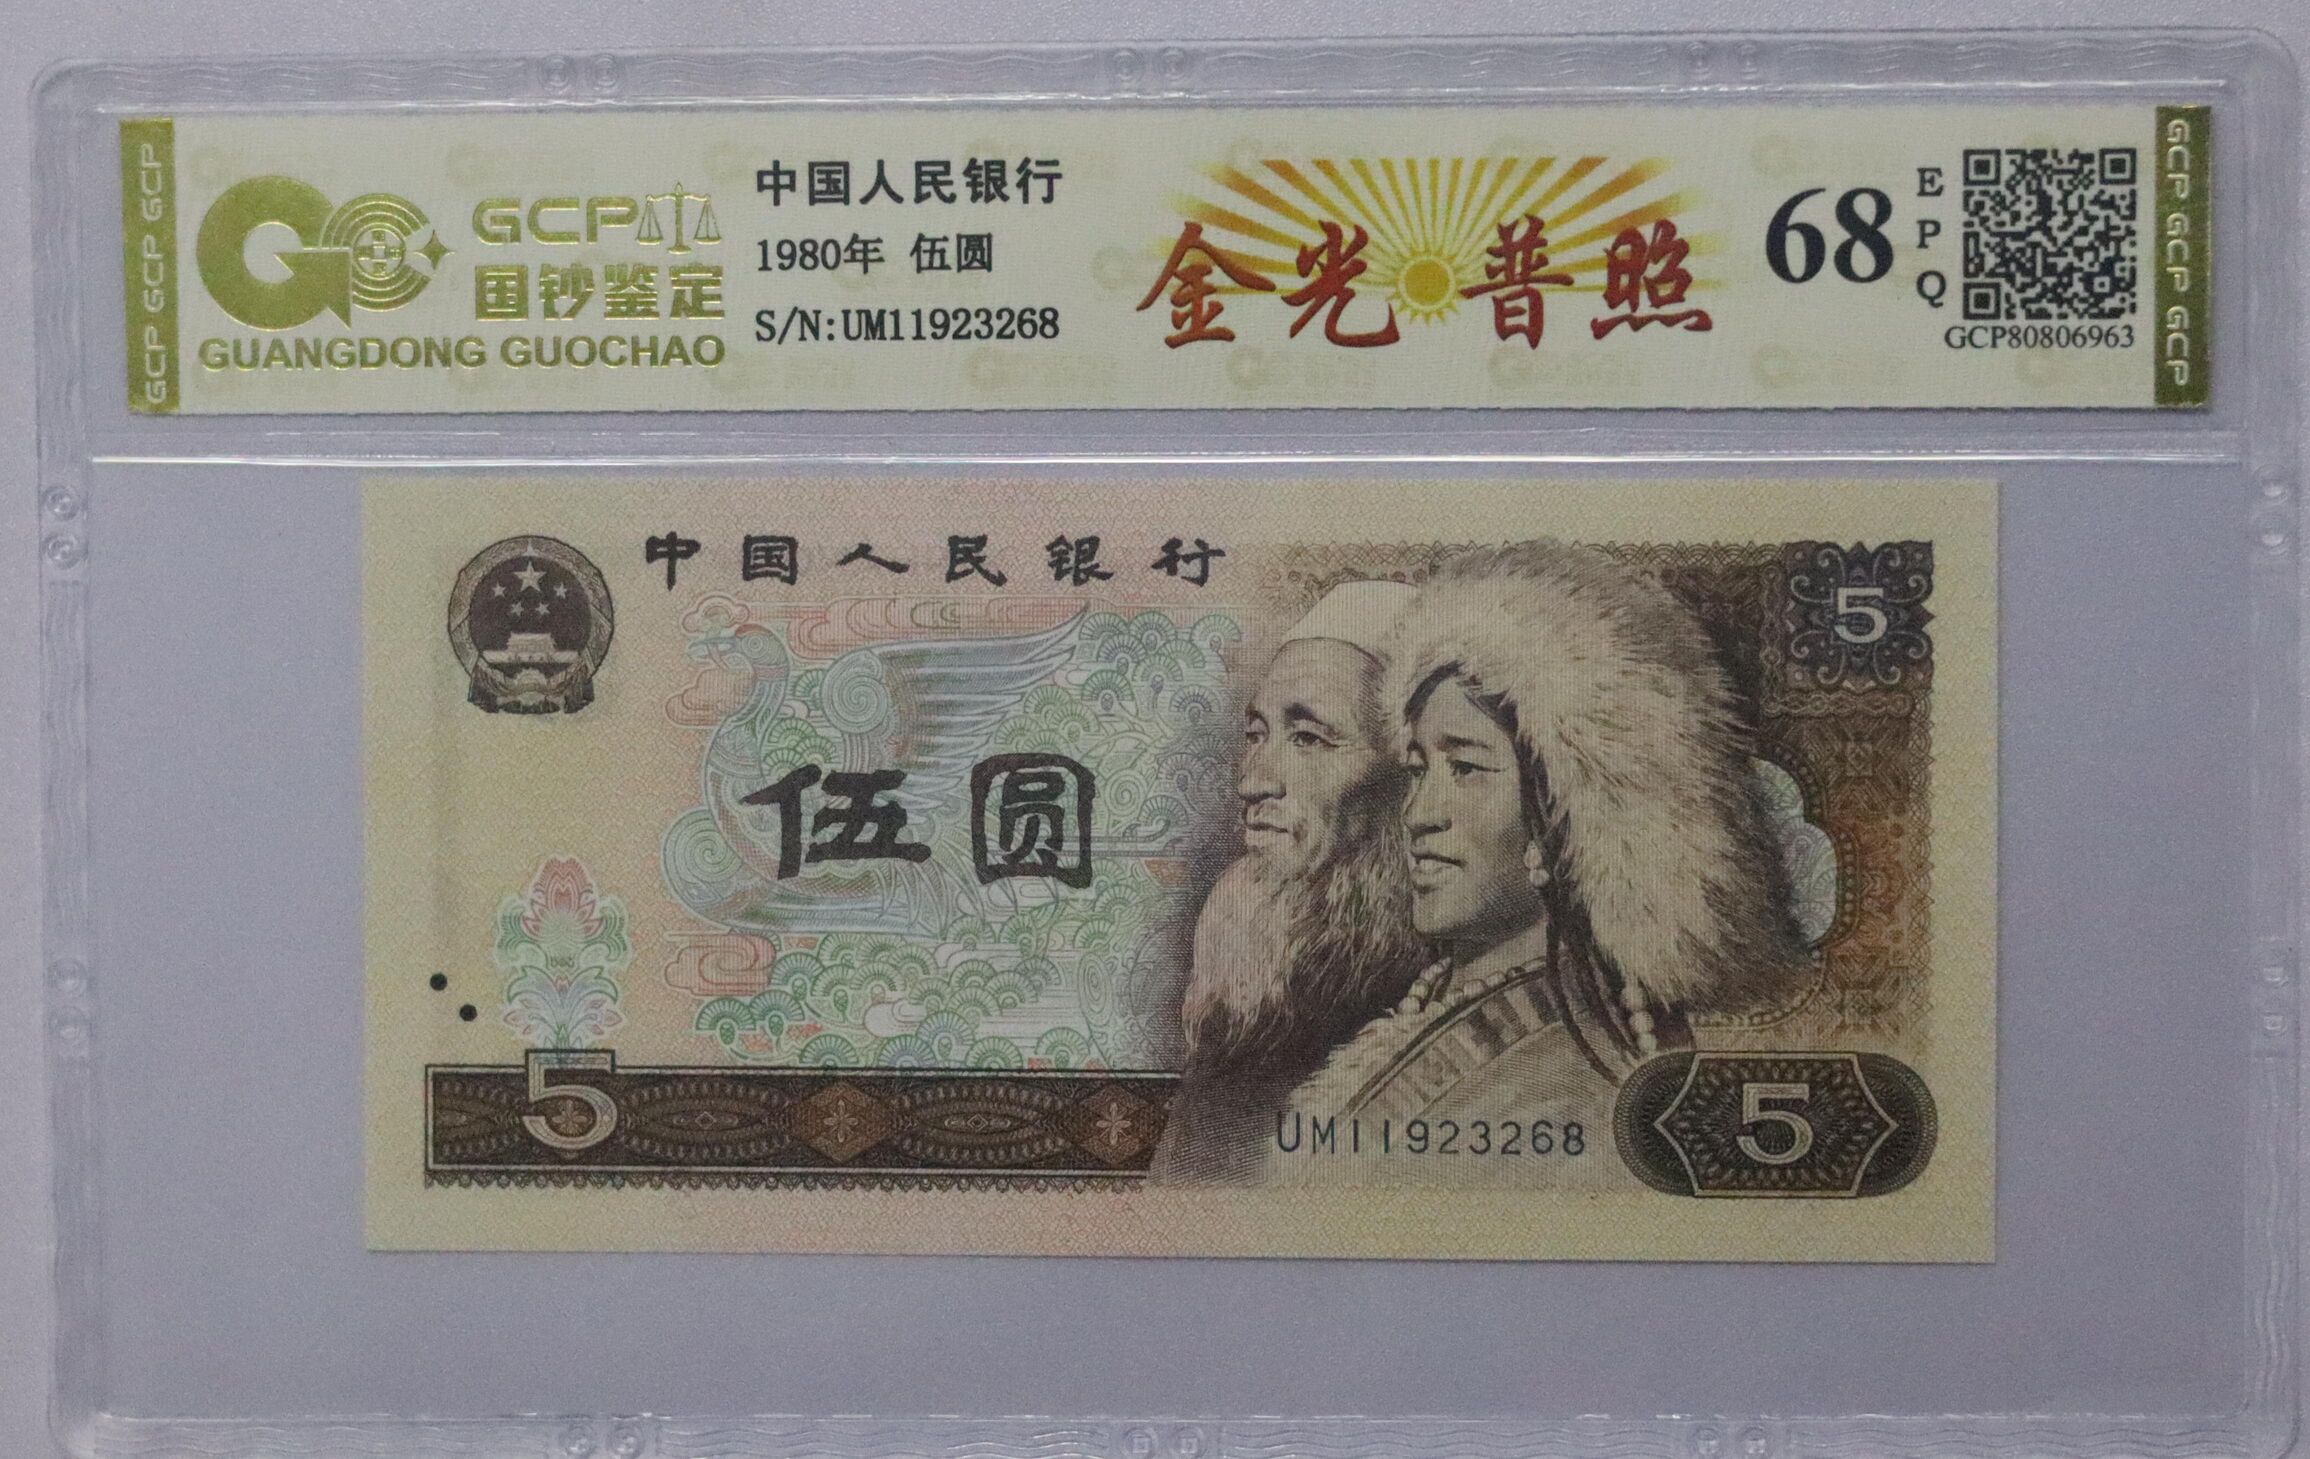 GCP GCP GCP
GCP
国钞鉴定
GUANGDONG GUOCHAO
中国人民银行
1980年 伍圆
S/N:UM11923268
金光普照
68
EPQ
GCP80806963
GCP GCP GCP
中国人民银行
5
伍圆
5
UM11923268
5